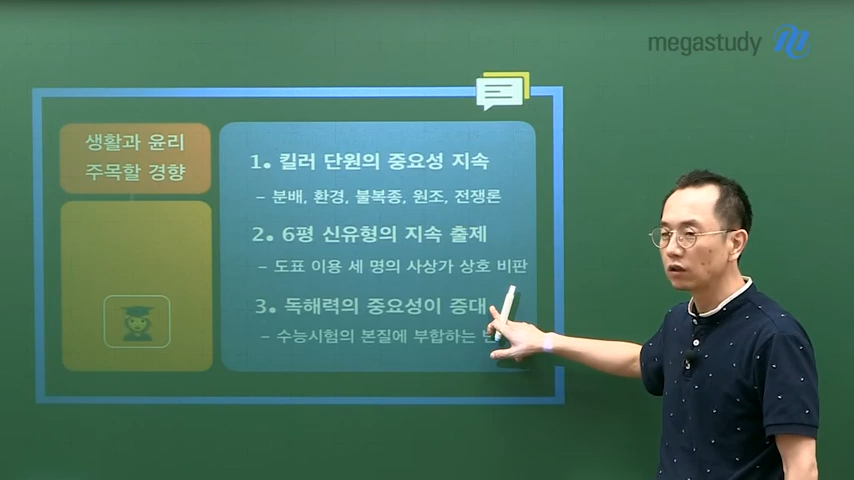 megastudy
생활과 윤리
주목할 경향
1. 킬러 단원의 중요성 지속
- 분배, 환경, 불복종, 원조, 전쟁론
2. 6평 신유형의 지속 출제
- 도표 이용 세 명의 사상가 상호 비판
3. 독해력의 중요성이 증대
- 수능시험의 본질에 부합하는